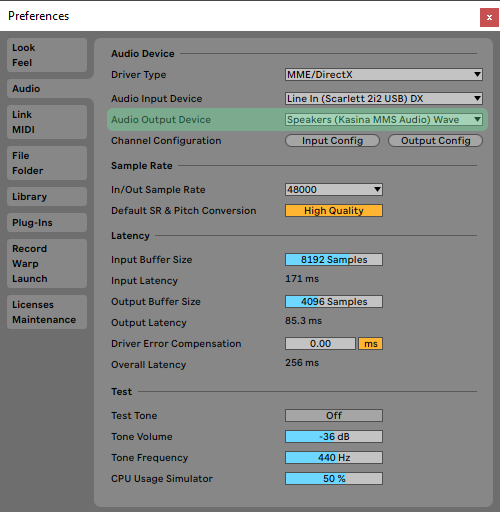 Preferences
x
Look
Feel
Audio
Link
MIDI
File
Folder
Library
Plug-Ins
Record
Warp
Launch
Licenses
Maintenance
Audio Device
Driver Type MME/DirectX
Audio Input Device Line In (Scarlett 2i2 USB) DX
Audio Output Device Speakers (Kasina MMS Audio) Wave
Channel Configuration Input Config Output Config
Sample Rate
In/Out Sample Rate 48000
Default SR & Pitch Conversion High Quality
Latency
Input Buffer Size 8192 Samples
Input Latency 171 ms
Output Buffer Size 4096 Samples
Output Latency 85.3 ms
Driver Error Compensation 0.00 ms
Overall Latency 256 ms
Test
Test Tone Off
Tone Volume -36 dB
Tone Frequency 440 Hz
CPU Usage Simulator 50 %